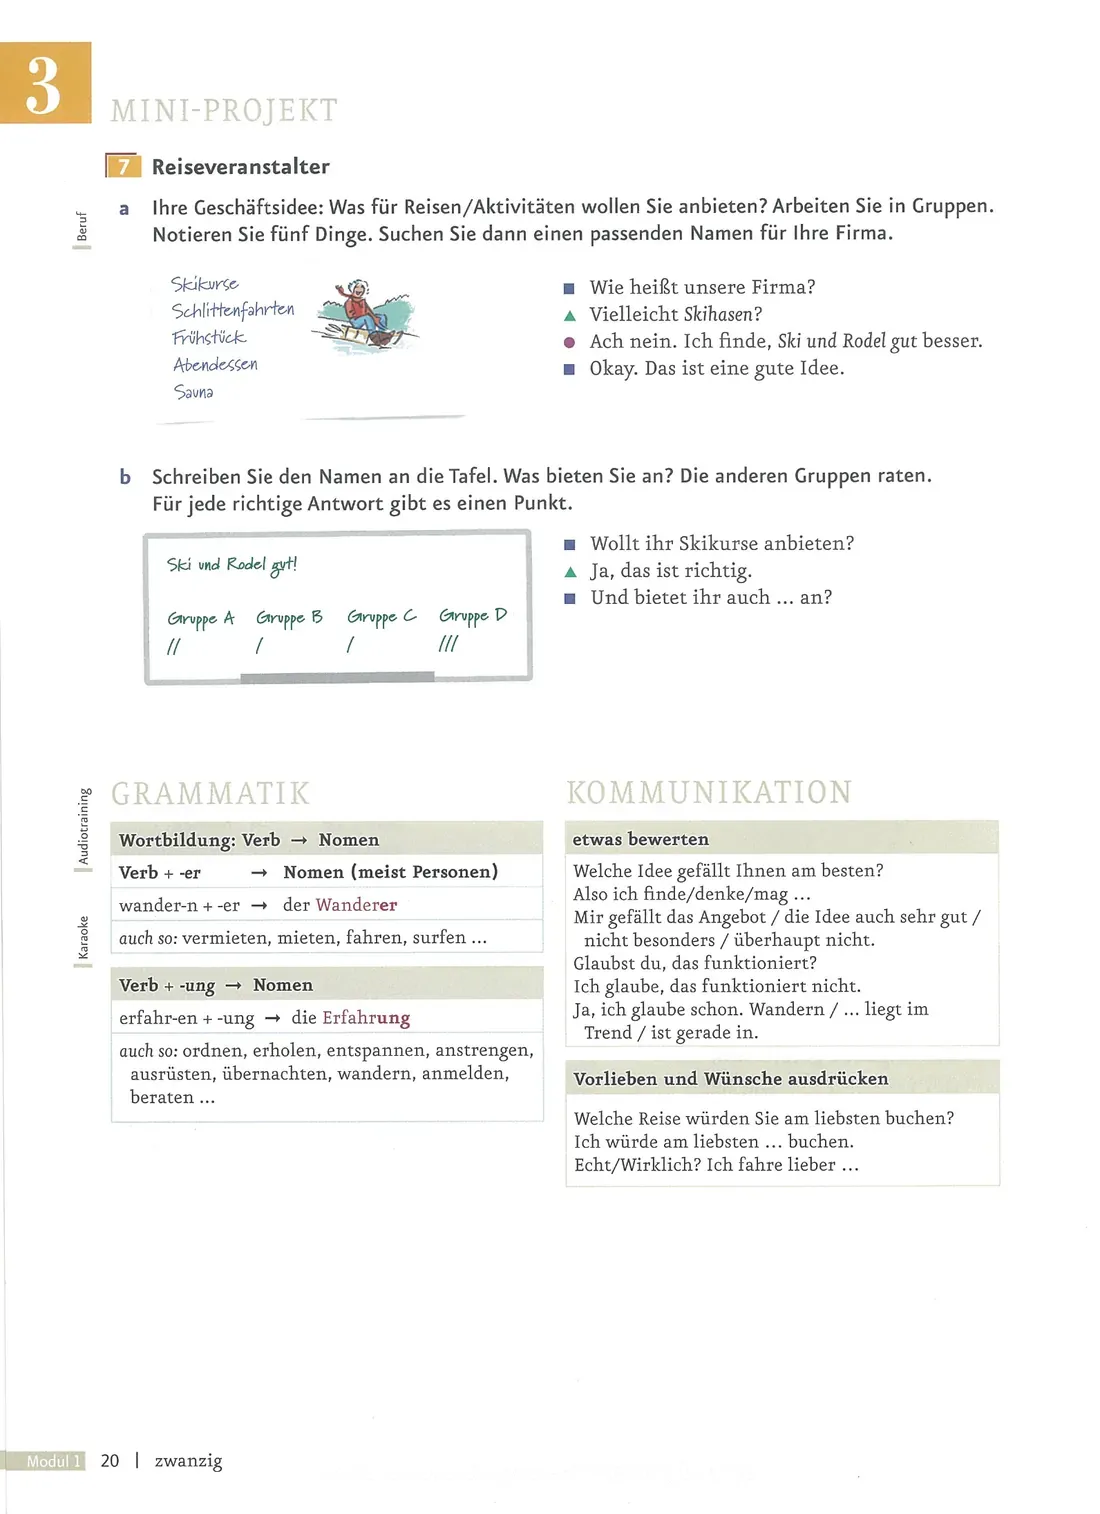 3
MINI-PROJEKT
7 Reiseveranstalter
Beruf
a Ihre Geschäftsidee: Was für Reisen/Aktivitäten wollen Sie anbieten? Arbeiten Sie in Gruppen.
Notieren Sie fünf Dinge. Suchen Sie dann einen passenden Namen für Ihre Firma.
Skikurse
Schlittenfahrten
Frühstück
Abendessen
Sauna
■ Wie heißt unsere Firma?
▲ Vielleicht Skihasen?
● Ach nein. Ich finde, Ski und Rodel gut besser.
■ Okay. Das ist eine gute Idee.
b Schreiben Sie den Namen an die Tafel. Was bieten Sie an? Die anderen Gruppen raten.
Für jede richtige Antwort gibt es einen Punkt.
Ski und Rodel gut!
Gruppe A Gruppe B Gruppe C Gruppe D
// / / ///
■ Wollt ihr Skikurse anbieten?
▲ Ja, das ist richtig.
■ Und bietet ihr auch ... an?
Audiotraining
Karaoke
GRAMMATIK
Wortbildung: Verb → Nomen
Verb + -er → Nomen (meist Personen)
wander-n + -er → der Wanderer
auch so: vermieten, mieten, fahren, surfen ...
Verb + -ung → Nomen
erfahr-en + -ung → die Erfahrung
auch so: ordnen, erholen, entspannen, anstrengen,
ausrüsten, übernachten, wandern, anmelden,
beraten ...
KOMMUNIKATION
etwas bewerten
Welche Idee gefällt Ihnen am besten?
Also ich finde/denke/mag ...
Mir gefällt das Angebot / die Idee auch sehr gut /
nicht besonders / überhaupt nicht.
Glaubst du, das funktioniert?
Ich glaube, das funktioniert nicht.
Ja, ich glaube schon. Wandern / ... liegt im
Trend / ist gerade in.
Vorlieben und Wünsche ausdrücken
Welche Reise würden Sie am liebsten buchen?
Ich würde am liebsten ... buchen.
Echt/Wirklich? Ich fahre lieber ...
Modul 1 20 | zwanzig